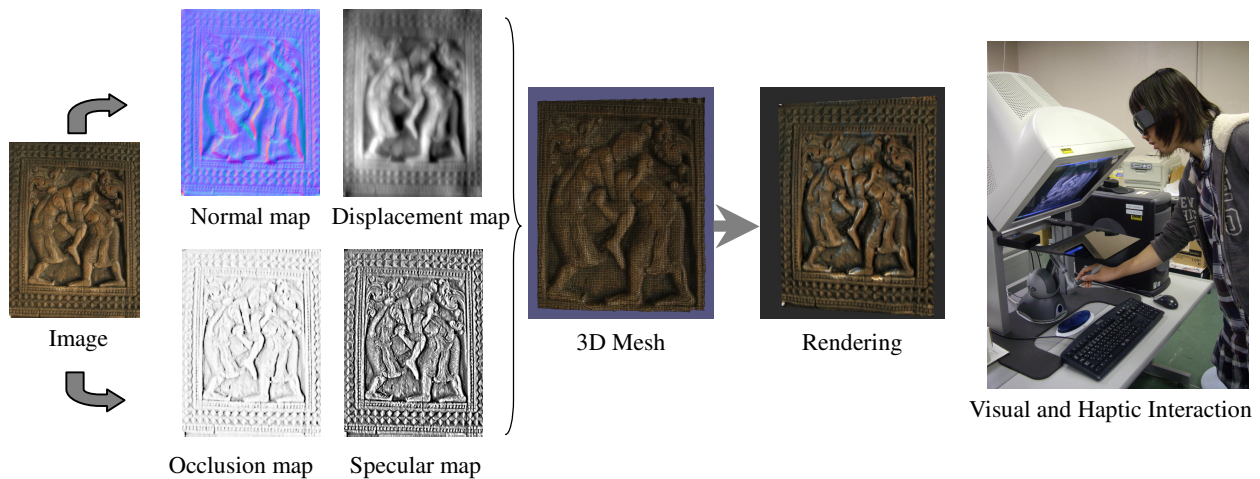 Normal map
Displacement map
Image
3D Mesh
Rendering
Visual and Haptic Interaction
Occlusion map
Specular map